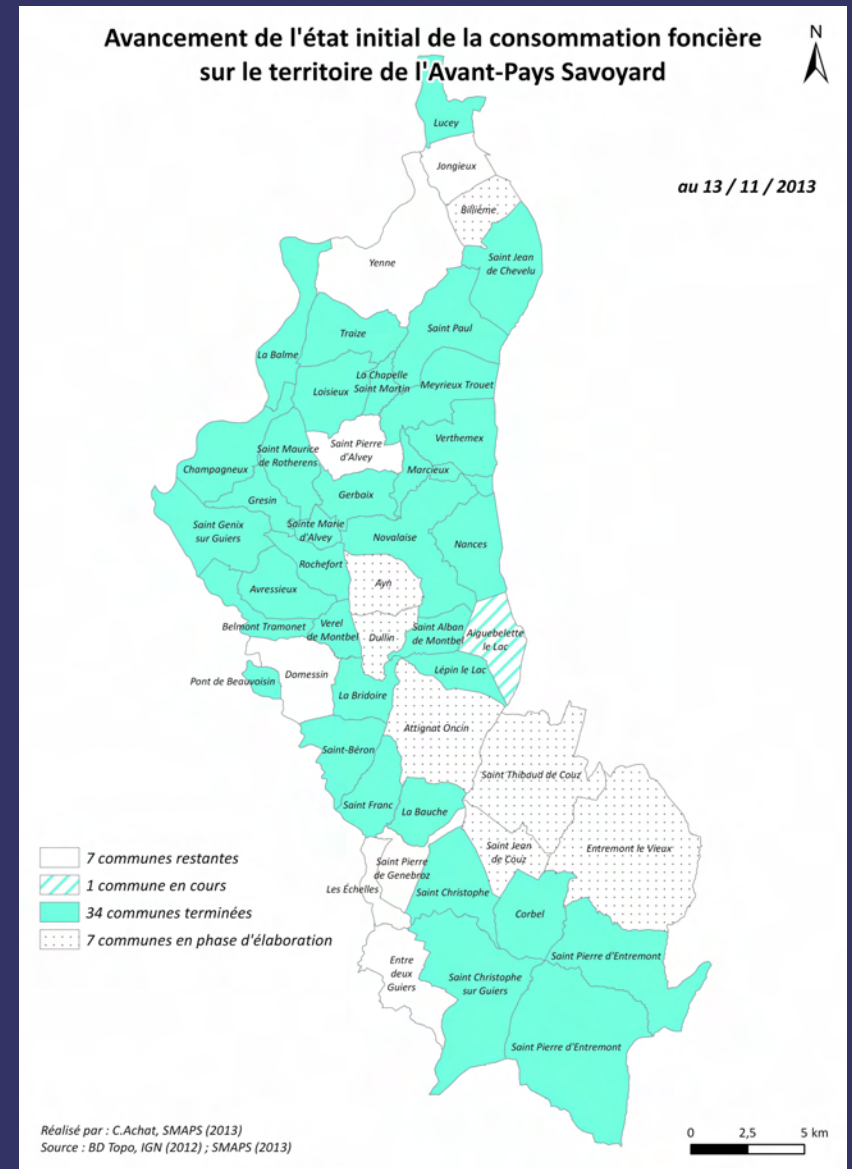 Avancement de l'état initial de la consommation foncière
sur le territoire de l'Avant-Pays Savoyard
N
au 13 / 11 / 2013
Lucey
Jongieux
Billième
Yenne
Saint Jean
de Chevelu
Saint Paul
Traize
La Balme
La Chapelle
Saint Martin
Loisieux
Meyrieux Trouet
Verthemex
Saint Pierre
d'Alvey
Saint Maurice
de Rotherens
Champagneux
Marcieux
Gerbaix
Gresin
Saint Genix
sur Guiers
Sainte Marie
d'Alvey
Novalaise
Nances
Rochefort
Ayn
Avressieux
Belmont Tramonet
Verel
de Montbel
Dullin
Saint Alban
de Montbel
Aiguebelette
le Lac
Lépin le Lac
Domessin
Pont de Beauvoisin
La Bridoire
Attignat Oncin
Saint-Béron
Saint Thibaud de Couz
Saint Franc
La Bauche
Entremont le Vieux
Saint Jean
de Couz
Saint Pierre
de Genebroz
Les Échelles
Saint Christophe
Corbel
Saint Pierre d'Entremont
Entre
deux
Guiers
Saint Christophe
sur Guiers
Saint Pierre d'Entremont
7 communes restantes
1 commune en cours
34 communes terminées
7 communes en phase d'élaboration
Réalisé par : C.Achat, SMAPS (2013)
Source : BD Topo, IGN (2012) ; SMAPS (2013)
0 2,5 5 km